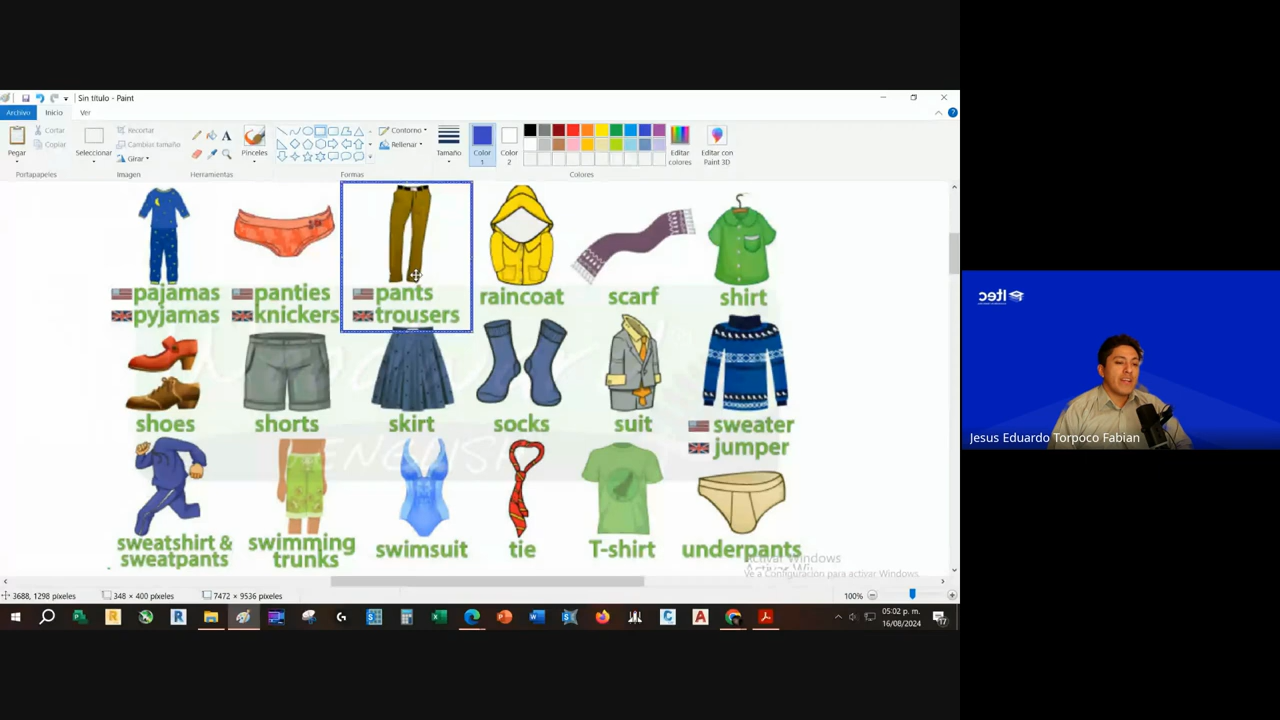 Sin título - Paint
Archivo Inicio Ver
Pegar
Cortar
Copiar
Portapapeles
Seleccionar
Recortar
Cambiar tamaño
Girar
Imagen
A
Herramientas
Pinceles
Contorno
Rellenar
Formas
Tamaño
Color 1
Color 2
Editar colores
Editar con Paint 3D
Colores
pajamas
pyjamas
panties
knickers
pants
trousers
raincoat
scarf
shirt
shoes
shorts
skirt
socks
suit
sweater
jumper
ENGLISH
sweatshirt &
sweatpants
swimming
trunks
swimsuit
tie
T-shirt
underpants
Activar Windows
Ve a Configuración para activar Windows.
3688, 1298 píxeles
348 × 400 píxeles
7472 × 9536 píxeles
100%
05:02 p. m.
16/08/2024
17
Itec
Jesus Eduardo Torpoco Fabian